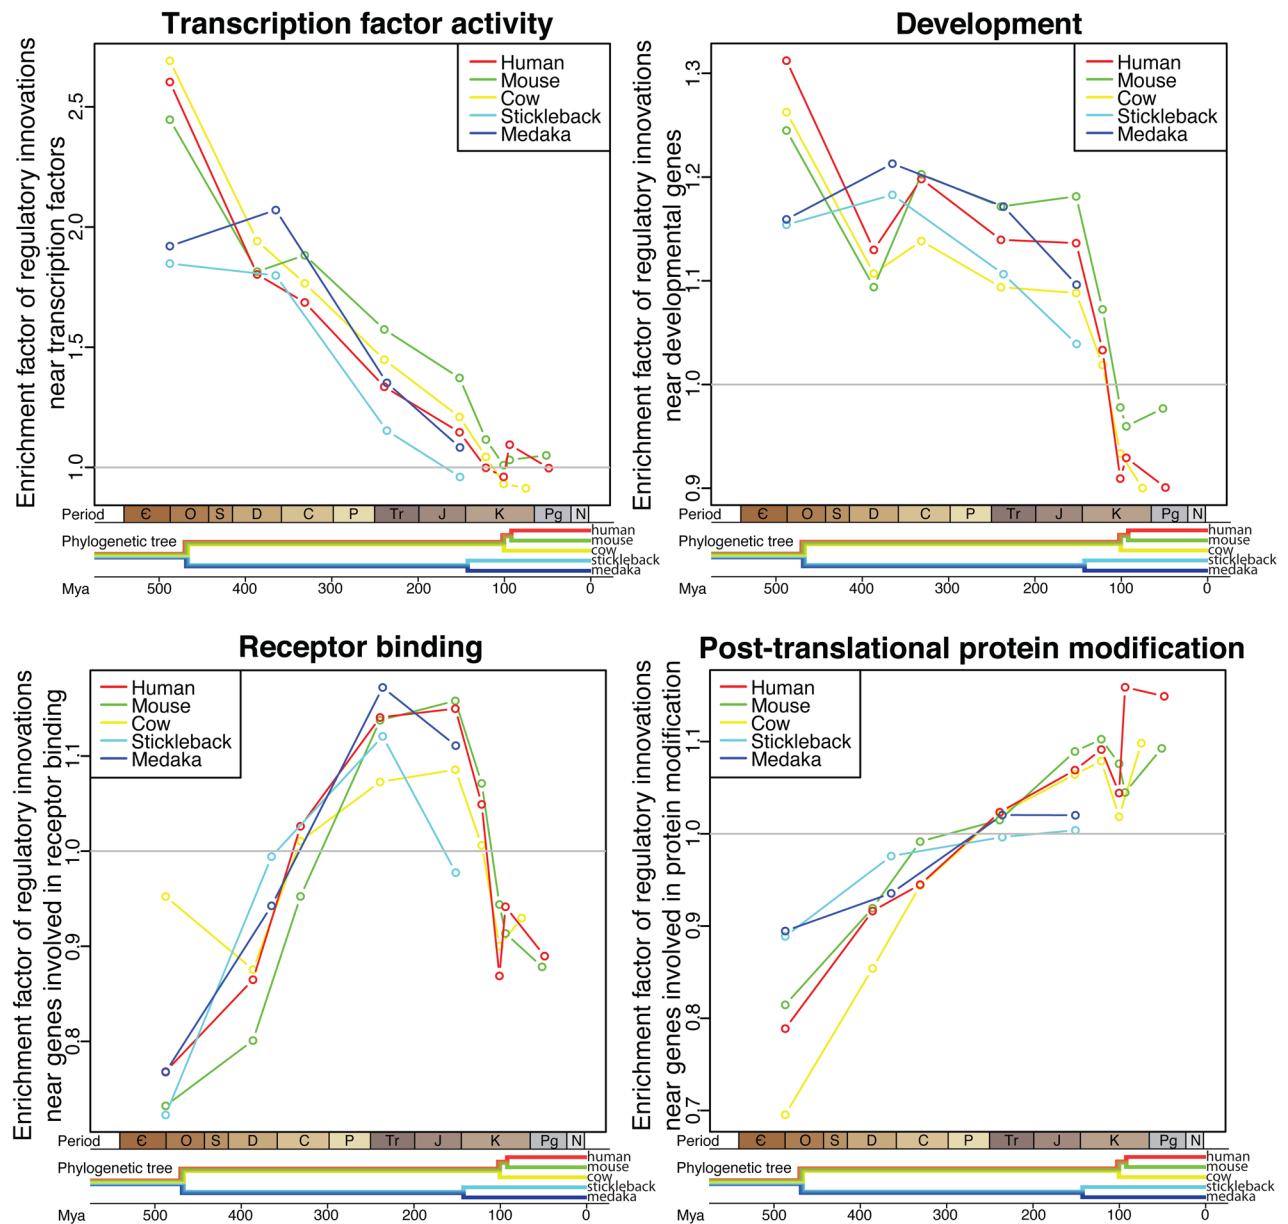 Transcription factor activity
Enrichment factor of regulatory innovations
near transcription factors
2.5
2.0
1.5
1.0
Human
Mouse
Cow
Stickleback
Medaka
Period
Є O S D C P Tr J K Pg N
Phylogenetic tree
human
mouse
cow
stickleback
medaka
Mya 500 400 300 200 100 0
Development
Enrichment factor of regulatory innovations
near developmental genes
1.3
1.2
1.1
1.0
0.9
Human
Mouse
Cow
Stickleback
Medaka
Period
Є O S D C P Tr J K Pg N
Phylogenetic tree
human
mouse
cow
stickleback
medaka
Mya 500 400 300 200 100 0
Receptor binding
Enrichment factor of regulatory innovations
near genes involved in receptor binding
1.1
1.0
0.9
0.8
Human
Mouse
Cow
Stickleback
Medaka
Period
Є O S D C P Tr J K Pg N
Phylogenetic tree
human
mouse
cow
stickleback
medaka
Mya 500 400 300 200 100 0
Post-translational protein modification
Enrichment factor of regulatory innovations
near genes involved in protein modification
1.1
1.0
0.9
0.8
0.7
Human
Mouse
Cow
Stickleback
Medaka
Period
Є O S D C P Tr J K Pg N
Phylogenetic tree
human
mouse
cow
stickleback
medaka
Mya 500 400 300 200 100 0